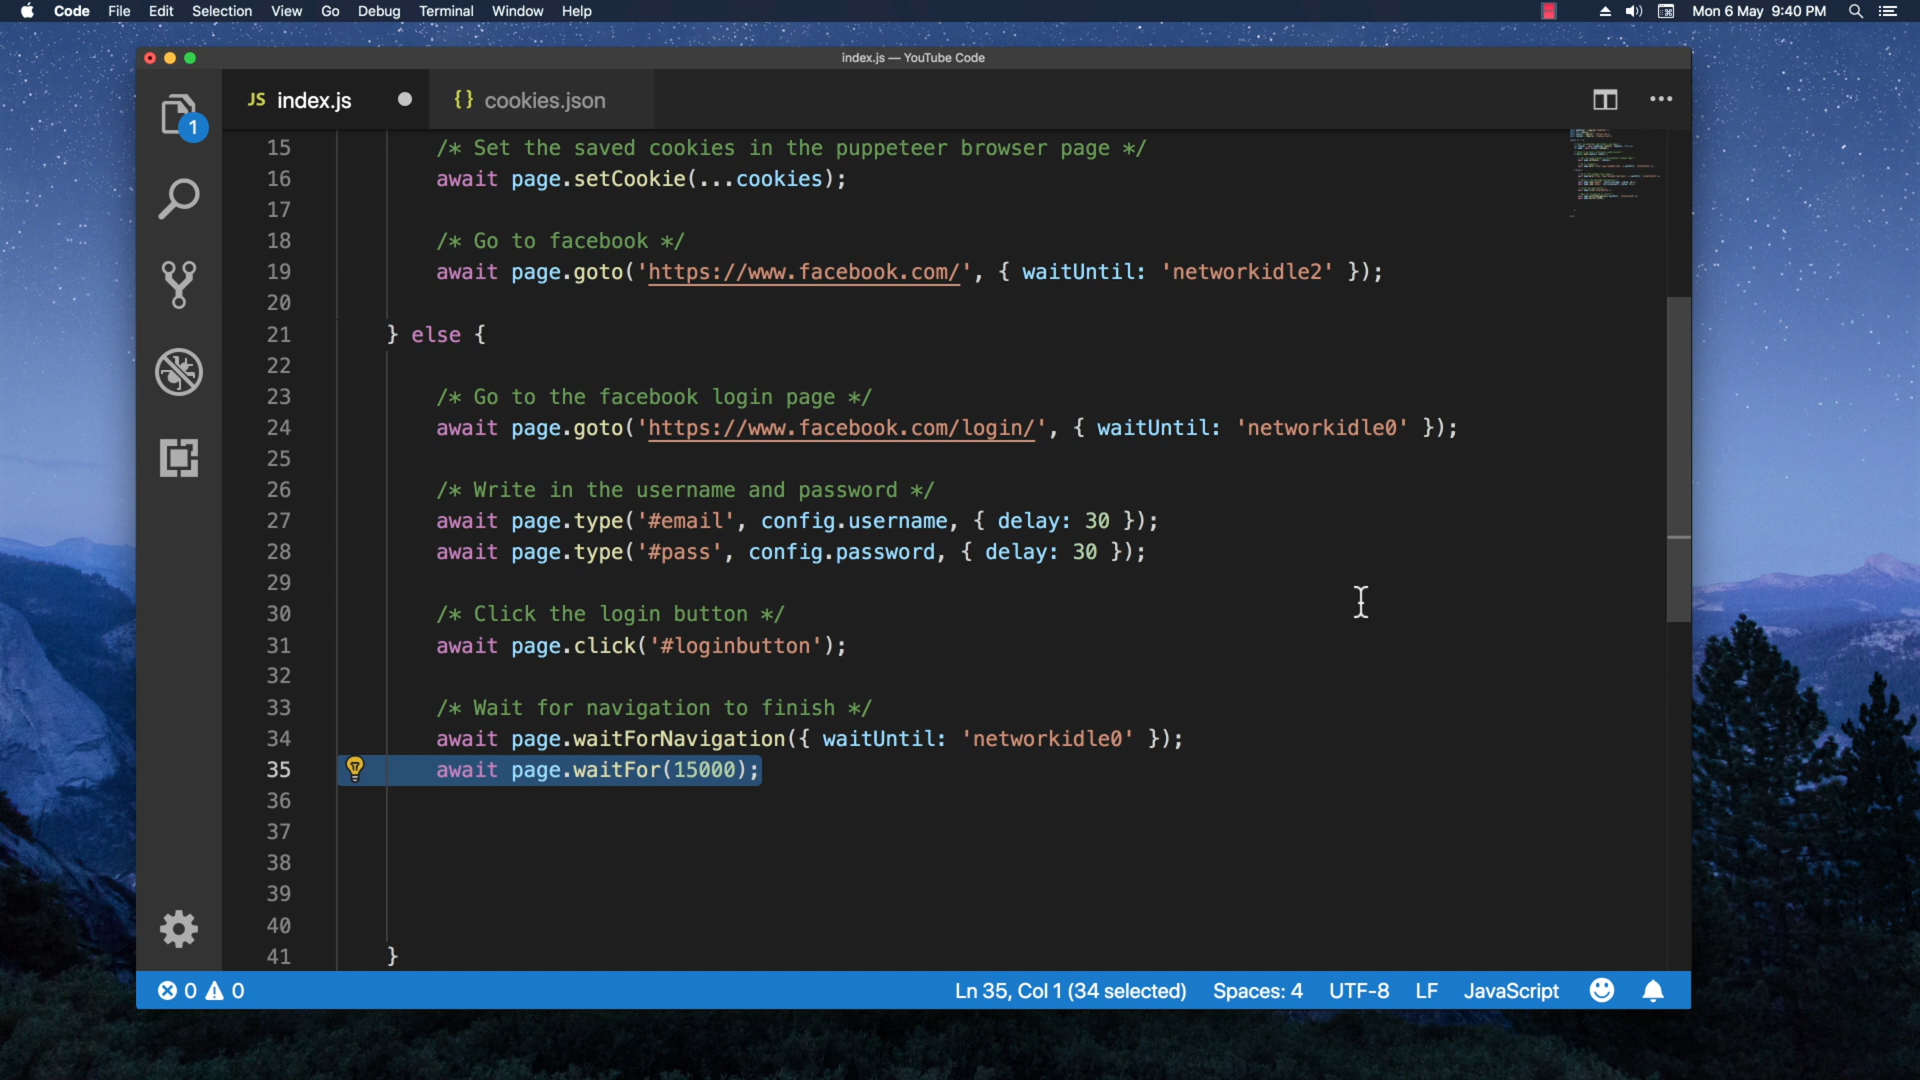 Code File Edit Selection View Go Debug Terminal Window Help Mon 6 May 9:40 PM
index.js — YouTube Code
JS index.js {} cookies.json
1
15 /* Set the saved cookies in the puppeteer browser page */
16 await page.setCookie(...cookies);
17
18 /* Go to facebook */
19 await page.goto('https://www.facebook.com/', { waitUntil: 'networkidle2' });
20
21 } else {
22
23 /* Go to the facebook login page */
24 await page.goto('https://www.facebook.com/login/', { waitUntil: 'networkidle0' });
25
26 /* Write in the username and password */
27 await page.type('#email', config.username, { delay: 30 });
28 await page.type('#pass', config.password, { delay: 30 });
29
30 /* Click the login button */
31 await page.click('#loginbutton');
32
33 /* Wait for navigation to finish */
34 await page.waitForNavigation({ waitUntil: 'networkidle0' });
35 await page.waitFor(15000);
36
37
38
39
40
41 }
0 0 Ln 35, Col 1 (34 selected) Spaces: 4 UTF-8 LF JavaScript